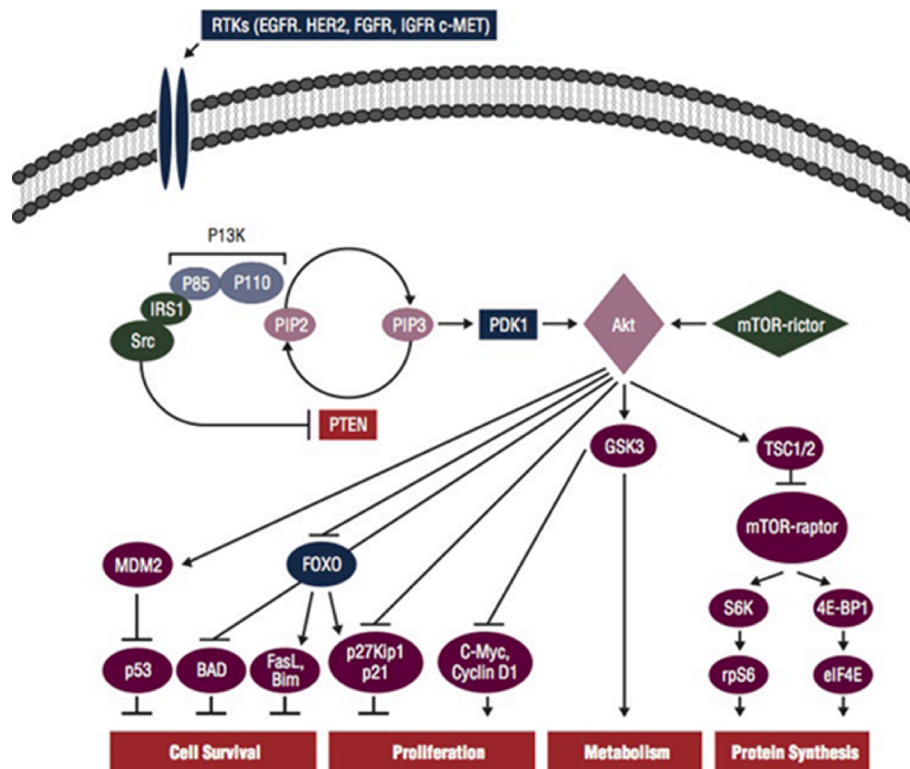 RTKs (EGFR. HER2, FGFR, IGFR c-MET)
P13K
P85
P110
IRS1
Src
PIP2
PIP3
PDK1
Akt
mTOR-rictor
PTEN
GSK3
TSC1/2
mTOR-raptor
MDM2
FOXO
S6K
4E-BP1
p53
BAD
FasL,
Bim
p27Kip1
p21
C-Myc,
Cyclin D1
rpS6
eIF4E
Cell Survival
Proliferation
Metabolism
Protein Synthesis